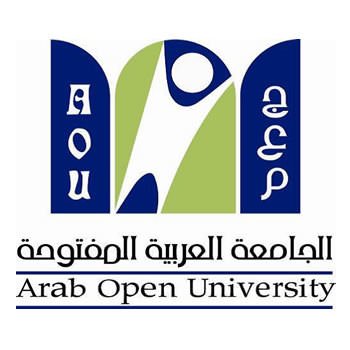 A
O
U
ج
ع
م
الجامعة العربية المفتوحة
Arab Open University